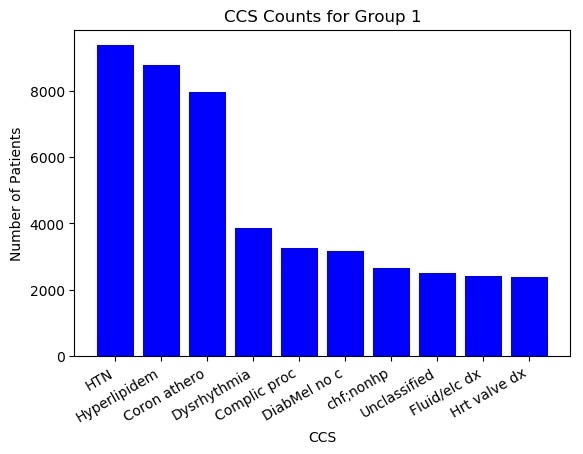 CCS Counts for Group 1
Number of Patients
8000
6000
4000
2000
0
HTN
Hyperlipidem
Coron athero
Dysrhythmia
Complic proc
DiabMel no c
chf;nonhp
Unclassified
Fluid/elc dx
Hrt valve dx
CCS